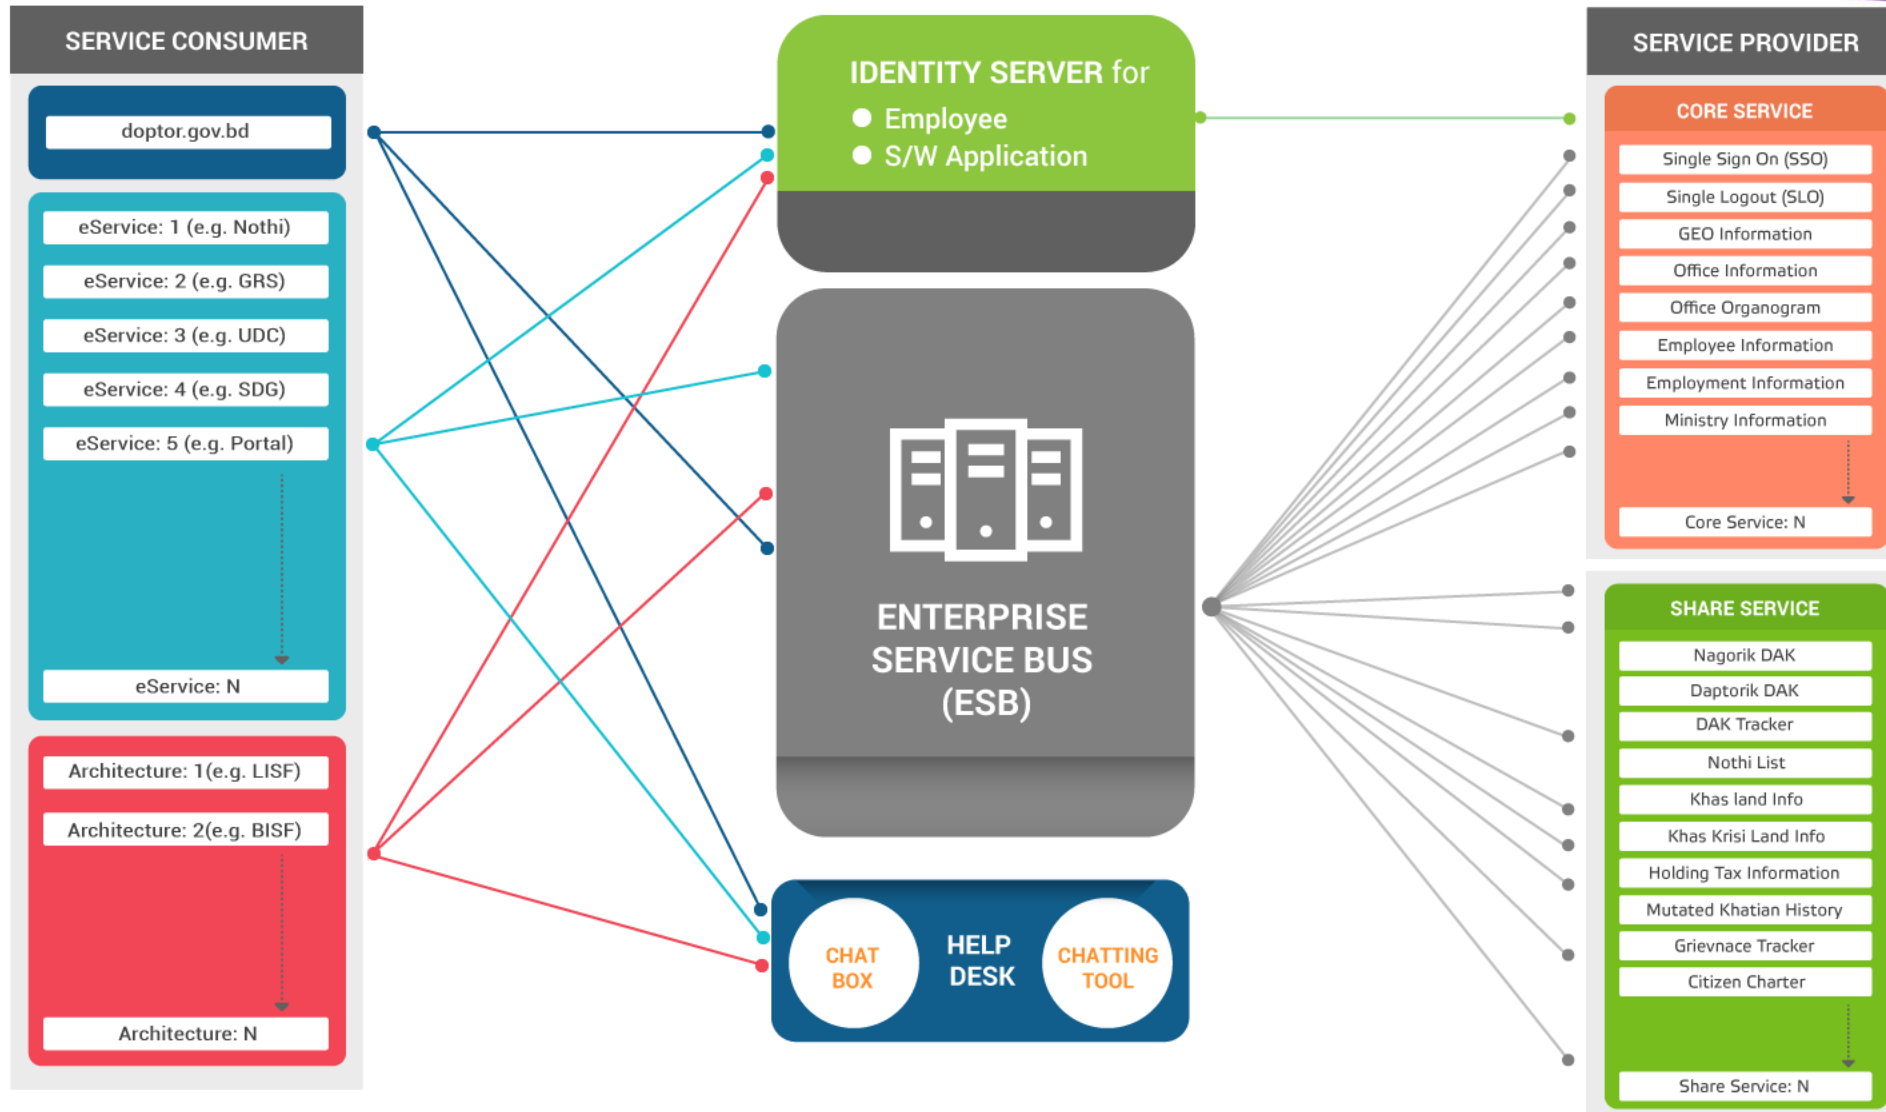 SERVICE CONSUMER
doptor.gov.bd
eService: 1 (e.g. Nothi)
eService: 2 (e.g. GRS)
eService: 3 (e.g. UDC)
eService: 4 (e.g. SDG)
eService: 5 (e.g. Portal)
eService: N
Architecture: 1(e.g. LISF)
Architecture: 2(e.g. BISF)
Architecture: N
IDENTITY SERVER for
Employee
S/W Application
ENTERPRISE
SERVICE BUS
(ESB)
CHAT
BOX
HELP
DESK
CHATTING
TOOL
SERVICE PROVIDER
CORE SERVICE
Single Sign On (SSO)
Single Logout (SLO)
GEO Information
Office Information
Office Organogram
Employee Information
Employment Information
Ministry Information
Core Service: N
SHARE SERVICE
Nagorik DAK
Daptorik DAK
DAK Tracker
Nothi List
Khas land Info
Khas Krisi Land Info
Holding Tax Information
Mutated Khatian History
Grievnace Tracker
Citizen Charter
Share Service: N